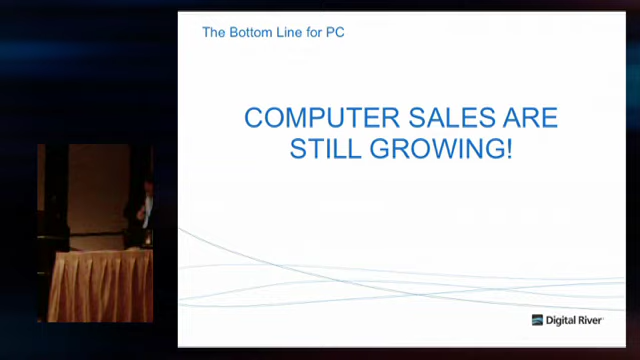 The Bottom Line for PC
COMPUTER SALES ARE
STILL GROWING!
Digital River